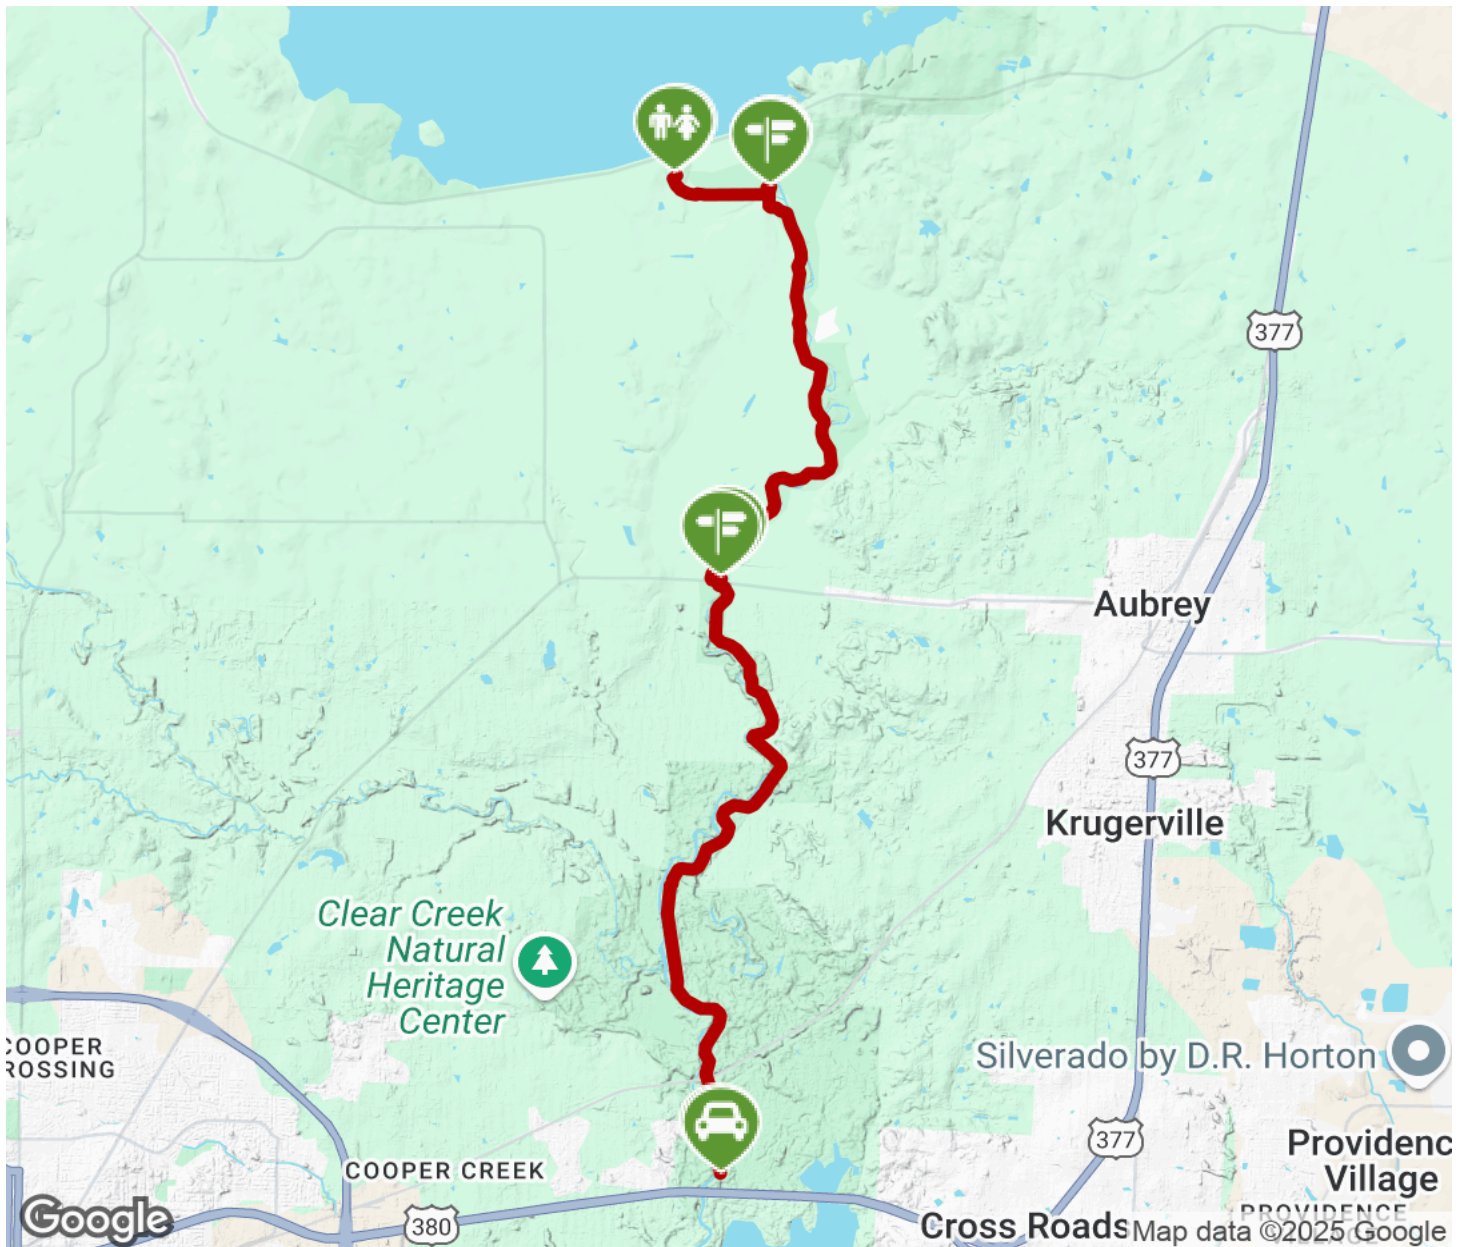 377
Aubrey
377
Krugerville
Clear Creek
Natural
Heritage
Center
COOPER
ROSSING
Silverado by D.R. Horton
377
Providenc
Village
COOPER CREEK
PROVIDENCE
Google
380
Cross Roads
Map data ©2025 Google